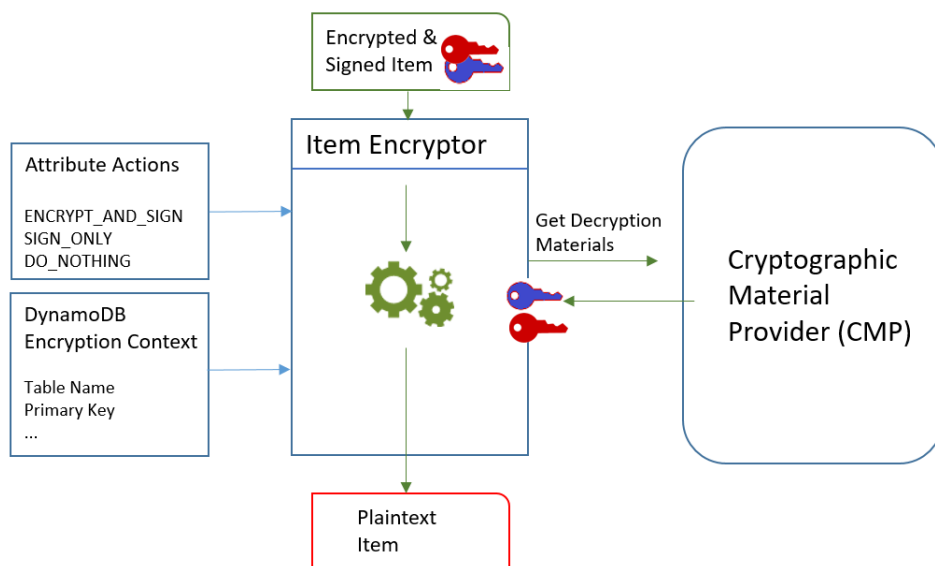 Encrypted &
Signed Item
Item Encryptor
Attribute Actions
ENCRYPT_AND_SIGN
SIGN_ONLY
DO_NOTHING
Get Decryption
Materials
Cryptographic
Material
Provider (CMP)
DynamoDB
Encryption Context
Table Name
Primary Key
...
Plaintext
Item